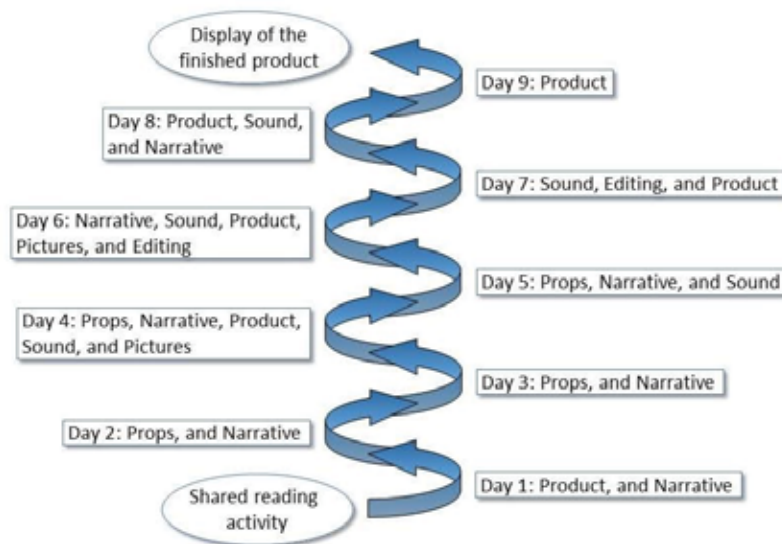 Display of the
finished product
Day 9: Product
Day 8: Product, Sound,
and Narrative
Day 7: Sound, Editing, and Product
Day 6: Narrative, Sound, Product,
Pictures, and Editing
Day 5: Props, Narrative, and Sound
Day 4: Props, Narrative, Product,
Sound, and Pictures
Day 3: Props, and Narrative
Day 2: Props, and Narrative
Day 1: Product, and Narrative
Shared reading
activity